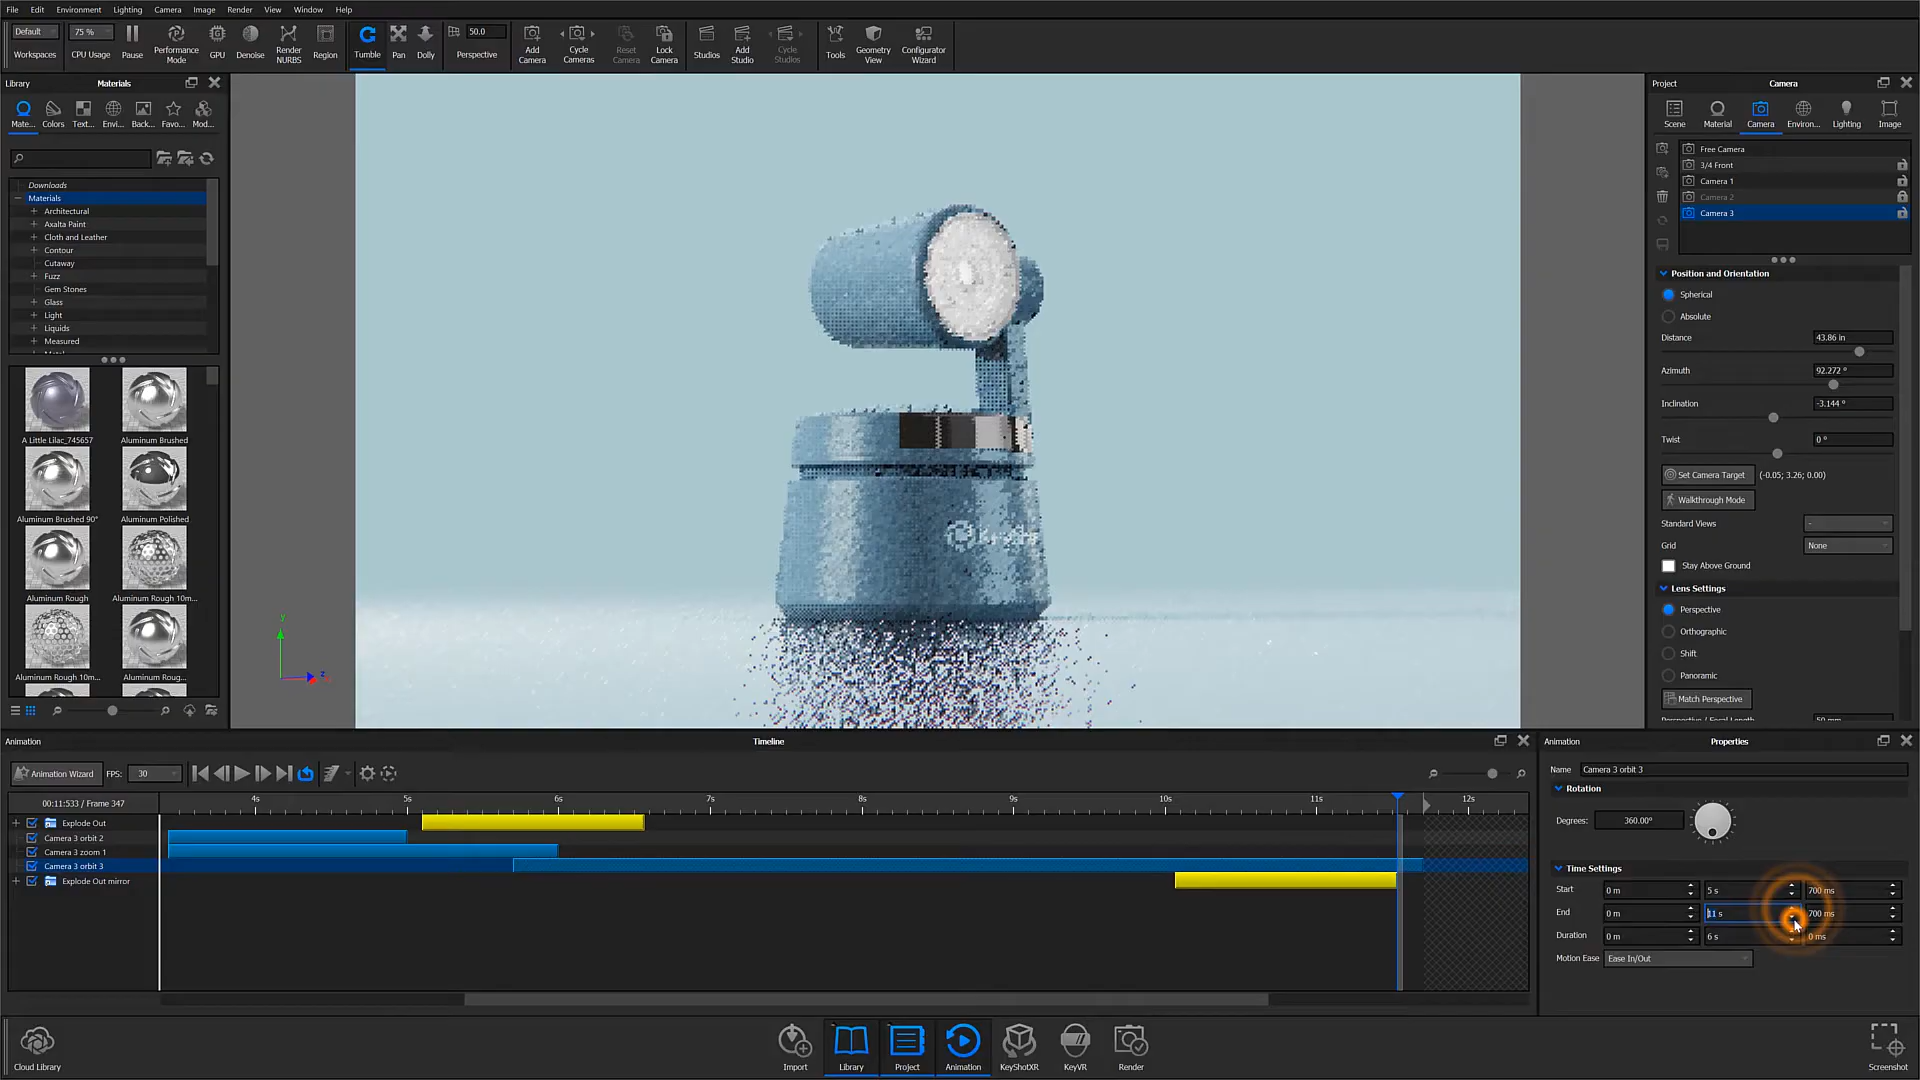 File Edit Environment Lighting Camera Image Render View Window Help
Default 75 % 50.0
Workspaces CPU Usage Pause Performance Mode GPU Denoise Render NURBS Region Tumble Pan Dolly Perspective Add Camera Cycle Cameras Reset Camera Lock Camera Studios Add Studio Cycle Studios Tools Geometry View Configurator Wizard
Library Materials
Mate... Colors Text... Envi... Back... Favo... Mod...
Downloads
Materials
Architectural
Axalta Paint
Cloth and Leather
Contour
Cutaway
Fuzz
Gem Stones
Glass
Light
Liquids
Measured
A Little Lilac_745657 Aluminum Brushed
Aluminum Brushed 90° Aluminum Polished
Aluminum Rough Aluminum Rough 10m...
Aluminum Rough 10m... Aluminum Roug...
y
z
Project Camera
Scene Material Camera Environ... Lighting Image
Free Camera
3/4 Front
Camera 1
Camera 2
Camera 3
Position and Orientation
Spherical
Absolute
Distance 43.86 in
Azimuth 92.272 °
Inclination -3.144 °
Twist 0 °
Set Camera Target (-0.05; 3.26; 0.00)
Walkthrough Mode
Standard Views -
Grid None
Stay Above Ground
Lens Settings
Perspective
Orthographic
Shift
Panoramic
Match Perspective
Perspective / Focal Length 50 mm
Animation Timeline
Animation Wizard FPS: 30
00:11:533 / Frame 347 4s 5s 6s 7s 8s 9s 10s 11s 12s
Explode Out
Camera 3 orbit 2
Camera 3 zoom 1
Camera 3 orbit 3
Explode Out mirror
Animation Properties
Name Camera 3 orbit 3
Rotation
Degrees: 360.00°
Time Settings
Start 0 m 5 s 700 ms
End 0 m 11 s 700 ms
Duration 0 m 6 s 0 ms
Motion Ease Ease In/Out
Cloud Library Import Library Project Animation KeyShotXR KeyVR Render Screenshot